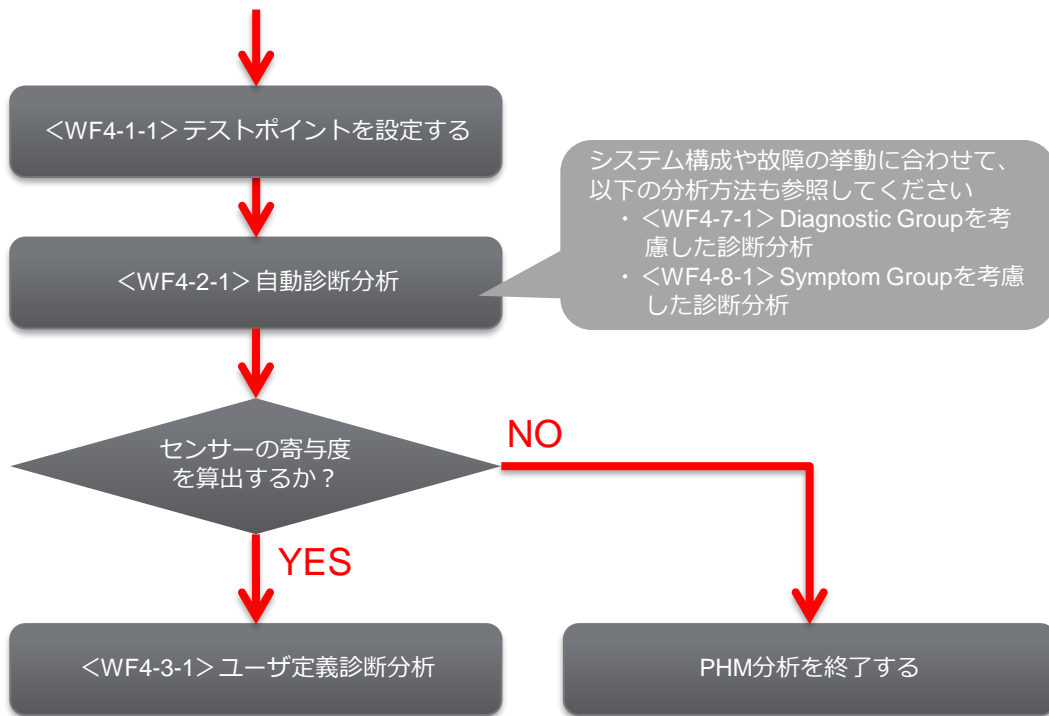 ＜WF4-1-1＞テストポイントを設定する
システム構成や故障の挙動に合わせて、
以下の分析方法も参照してください
・＜WF4-7-1＞Diagnostic Groupを考
慮した診断分析
・＜WF4-8-1＞Symptom Groupを考慮
した診断分析
＜WF4-2-1＞自動診断分析
センサーの寄与度
を算出するか？
NO
YES
＜WF4-3-1＞ユーザ定義診断分析
PHM分析を終了する